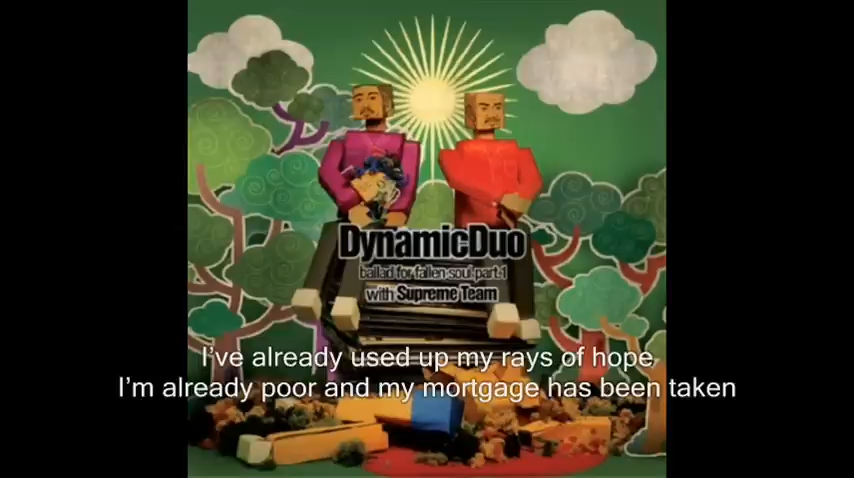 DynamicDuo
ballad for fallen soul part.1
with Supreme Team
I've already used up my rays of hope
I'm already poor and my mortgage has been taken